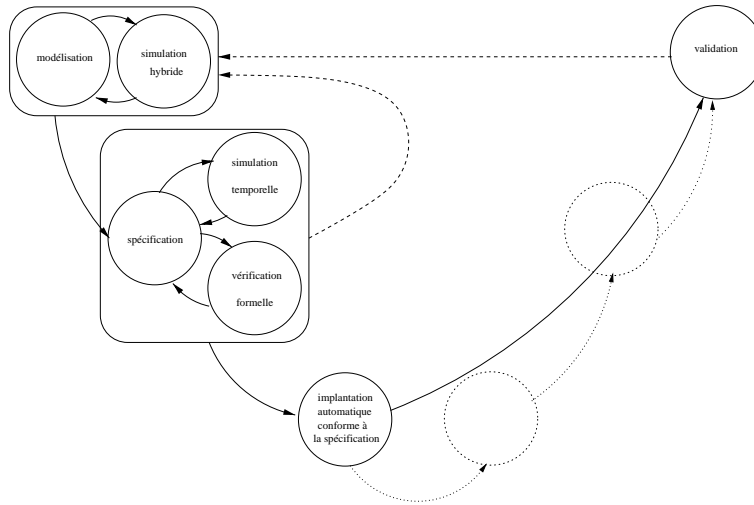 modélisation
simulation
hybride
validation
simulation
temporelle
spécification
vérification
formelle
implantation
automatique
conforme à
la spécification